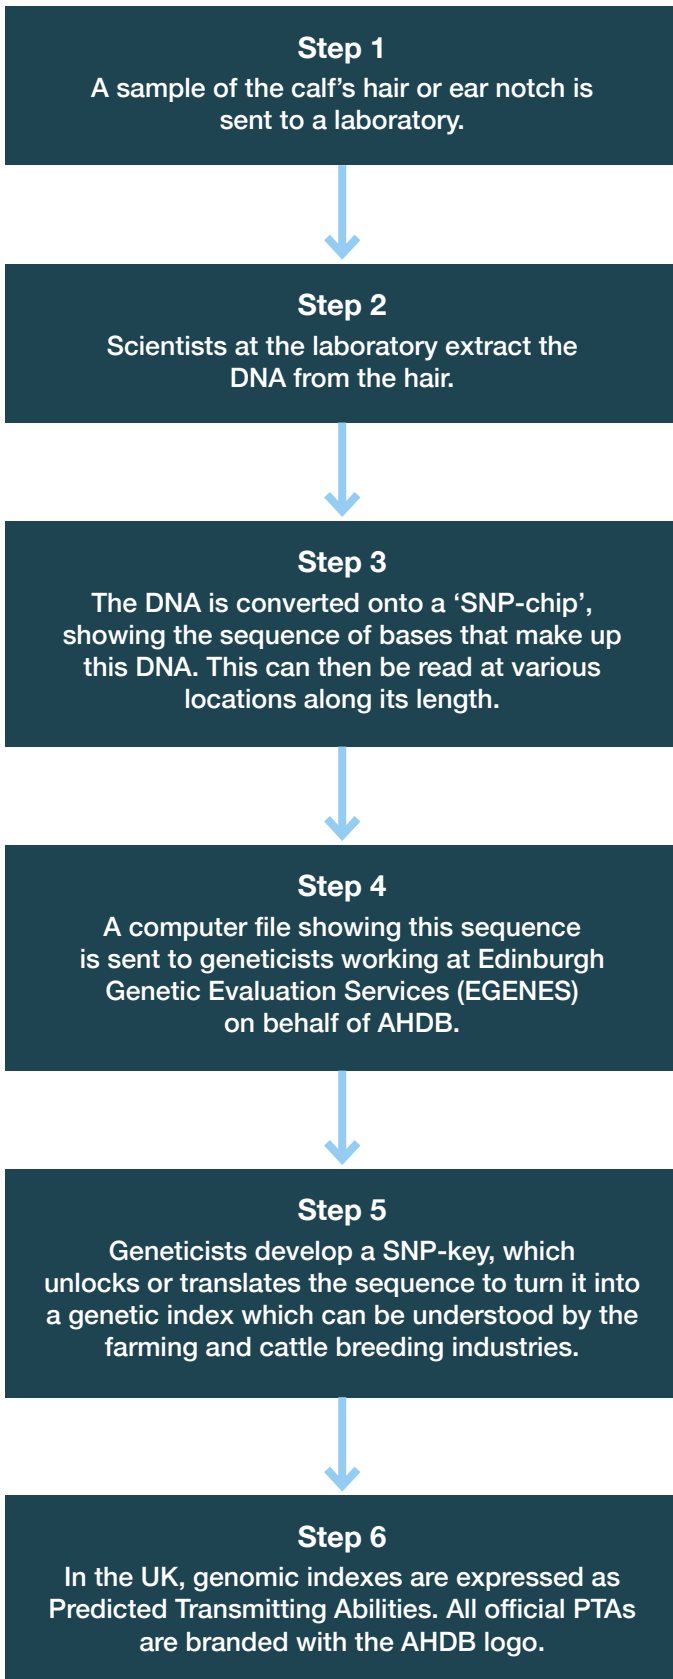 Step 1
A sample of the calf’s hair or ear notch is
sent to a laboratory.
Step 2
Scientists at the laboratory extract the
DNA from the hair.
Step 3
The DNA is converted onto a ‘SNP-chip’,
showing the sequence of bases that make up
this DNA. This can then be read at various
locations along its length.
Step 4
A computer file showing this sequence
is sent to geneticists working at Edinburgh
Genetic Evaluation Services (EGENES)
on behalf of AHDB.
Step 5
Geneticists develop a SNP-key, which
unlocks or translates the sequence to turn it into
a genetic index which can be understood by the
farming and cattle breeding industries.
Step 6
In the UK, genomic indexes are expressed as
Predicted Transmitting Abilities. All official PTAs
are branded with the AHDB logo.